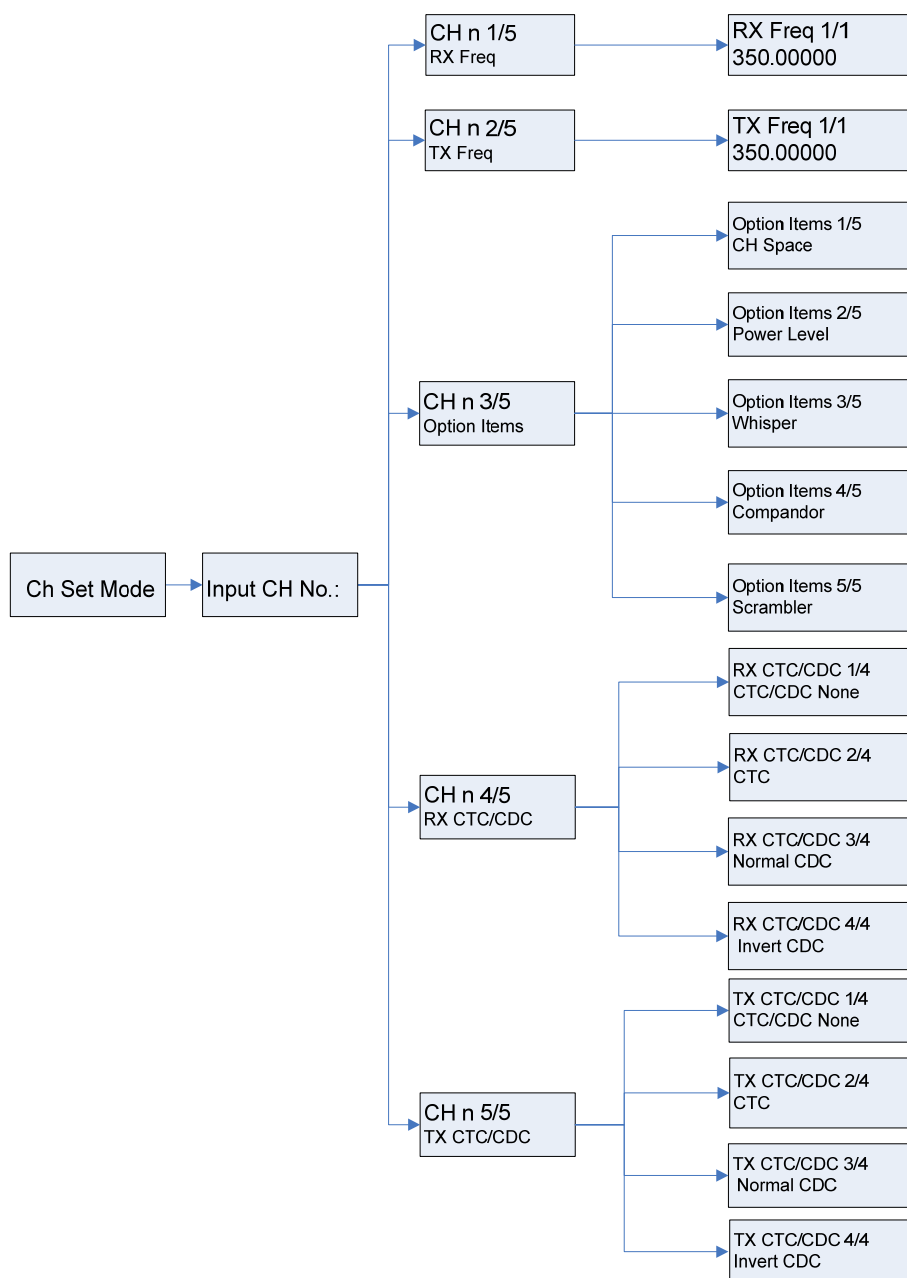 CH n 1/5
RX Freq
RX Freq 1/1
350.00000
CH n 2/5
TX Freq
TX Freq 1/1
350.00000
Option Items 1/5
CH Space
Option Items 2/5
Power Level
CH n 3/5
Option Items
Option Items 3/5
Whisper
Option Items 4/5
Compandor
Ch Set Mode
Input CH No.:
Option Items 5/5
Scrambler
RX CTC/CDC 1/4
CTC/CDC None
RX CTC/CDC 2/4
CTC
CH n 4/5
RX CTC/CDC
RX CTC/CDC 3/4
Normal CDC
RX CTC/CDC 4/4
Invert CDC
TX CTC/CDC 1/4
CTC/CDC None
TX CTC/CDC 2/4
CTC
CH n 5/5
TX CTC/CDC
TX CTC/CDC 3/4
Normal CDC
TX CTC/CDC 4/4
Invert CDC